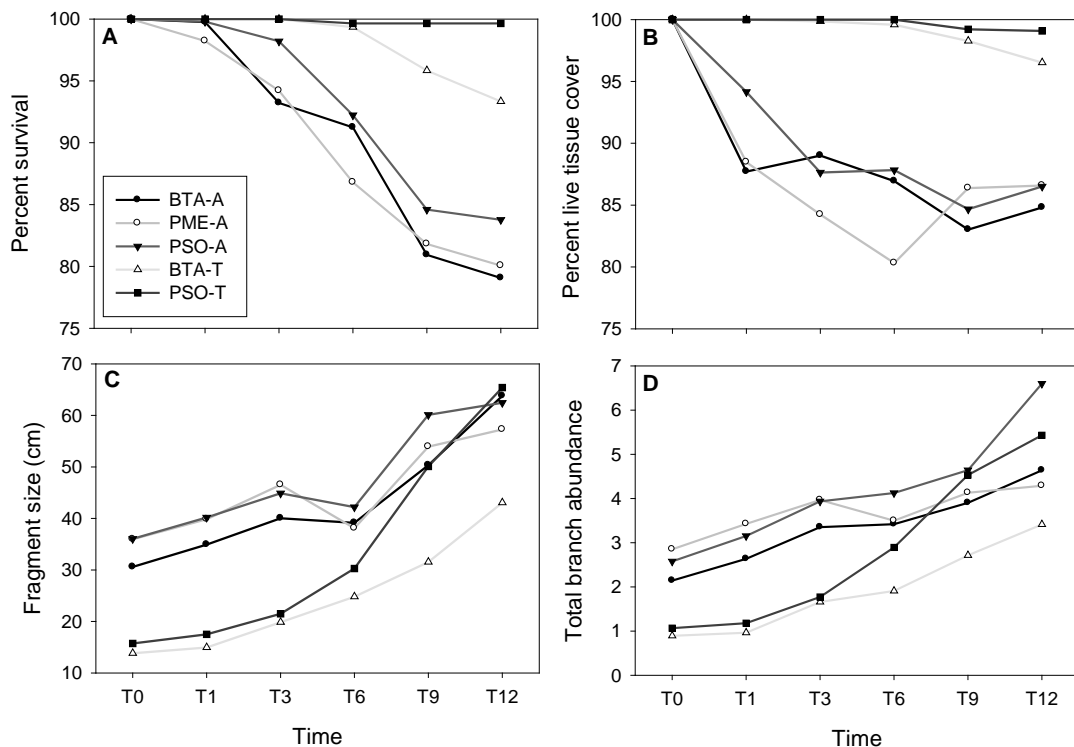 A
Percent survival
100
95
90
85
80
75
BTA-A
PME-A
PSO-A
BTA-T
PSO-T
B
Percent live tissue cover
100
95
90
85
80
75
C
Fragment size (cm)
70
60
50
40
30
20
10
T0 T1 T3 T6 T9 T12
Time
D
Total branch abundance
7
6
5
4
3
2
1
0
T0 T1 T3 T6 T9 T12
Time